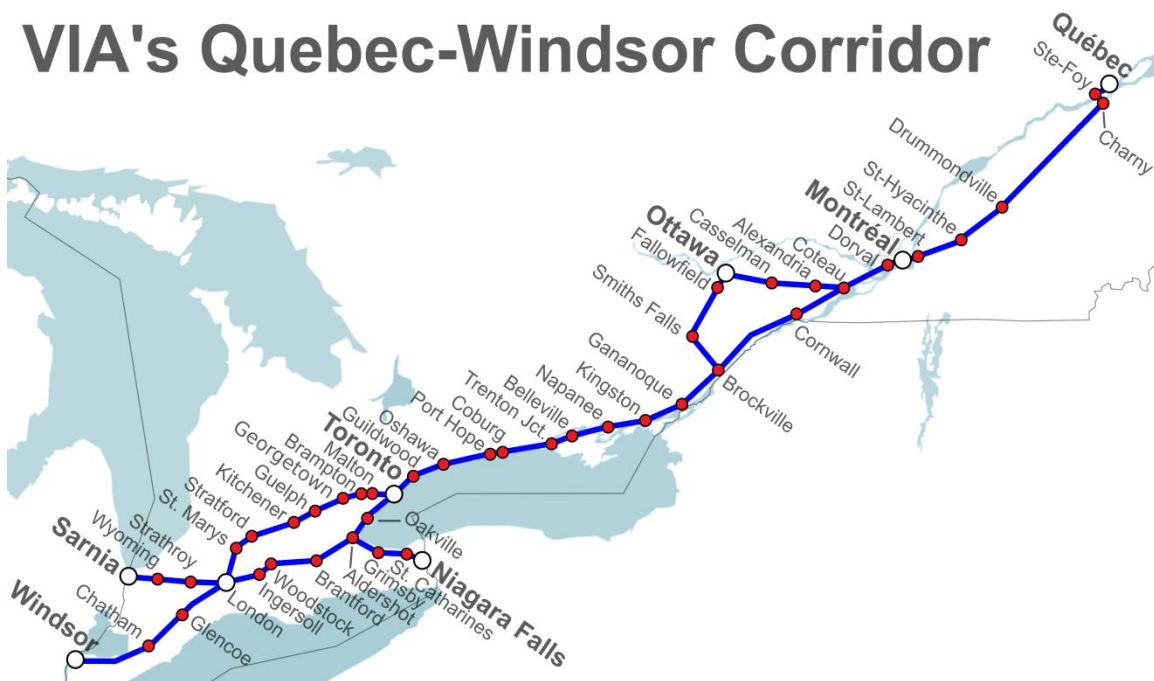 VIA's Quebec-Windsor Corridor
Québec
Ste-Foy
Charny
Drummondville
St-Hyacinthe
St-Lambert
Montréal
Dorval
Coteau
Alexandria
Casselman
Ottawa
Fallowfield
Smiths Falls
Cornwall
Brockville
Gananoque
Kingston
Napanee
Belleville
Trenton Jct.
Coburg
Port Hope
Oshawa
Guildwood
Toronto
Malton
Brampton
Georgetown
Guelph
Kitchener
Stratford
St. Marys
Strathroy
Wyoming
Sarnia
Oakville
Aldershot
Grimsby
St. Catharines
Niagara Falls
Brantford
Woodstock
Ingersoll
London
Glencoe
Chatham
Windsor